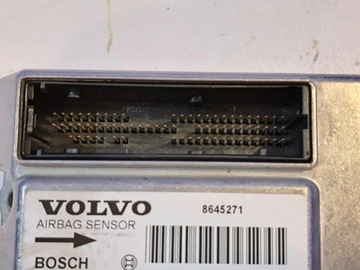 VOLVO
8645271
AIRBAG SENSOR
BOSCH